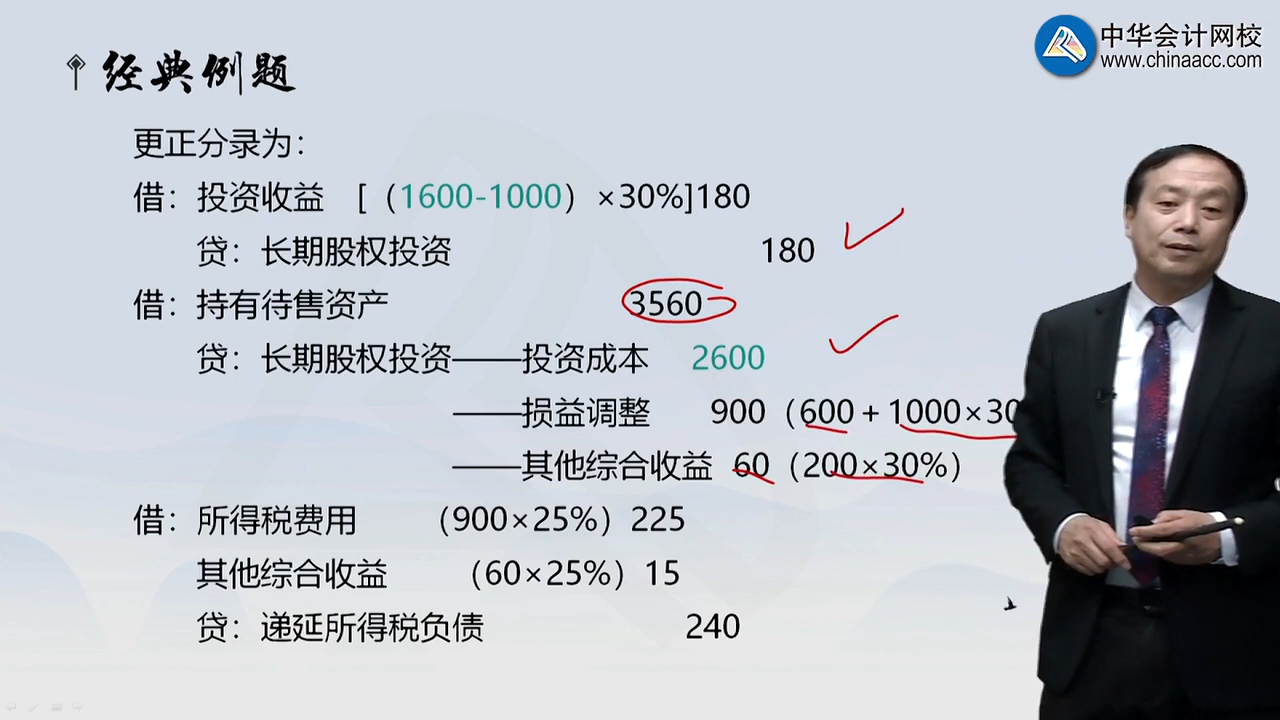 中华会计网校
www.chinaacc.com
经典例题
更正分录为：
借：投资收益 [（1600-1000）×30%]180
贷：长期股权投资 180
借：持有待售资产 3560
贷：长期股权投资——投资成本 2600
——损益调整 900（600＋1000×30
——其他综合收益 60（200×30%）
借：所得税费用 （900×25%）225
其他综合收益 （60×25%）15
贷：递延所得税负债 240